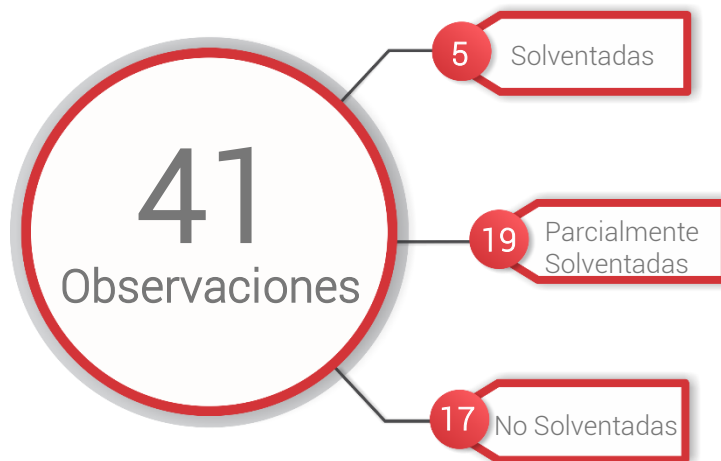 41
Observaciones
5
Solventadas
19
Parcialmente
Solventadas
17
No Solventadas